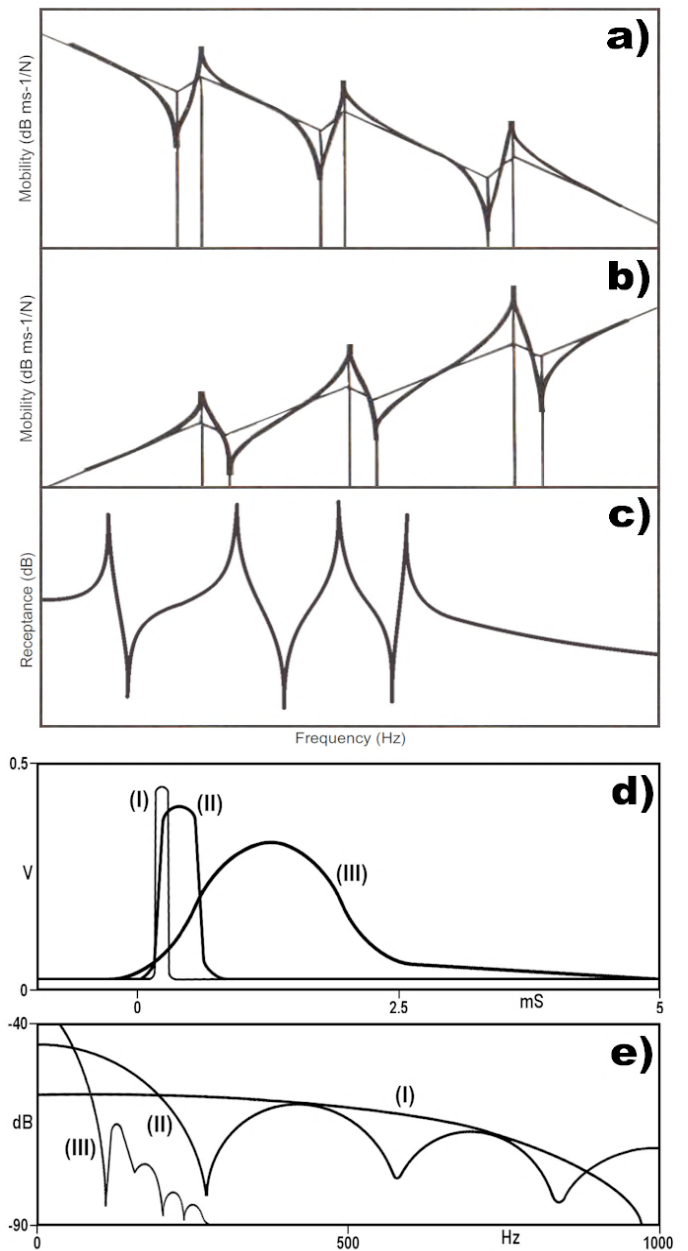 a)
Mobility (dB ms-1/N)
b)
Mobility (dB ms-1/N)
c)
Receptance (dB)
Frequency (Hz)
0.5
d)
(I)
(II)
V
(III)
0
0
2.5
mS
5
-40
e)
(I)
dB
(II)
(III)
-90
0
500
Hz
1000